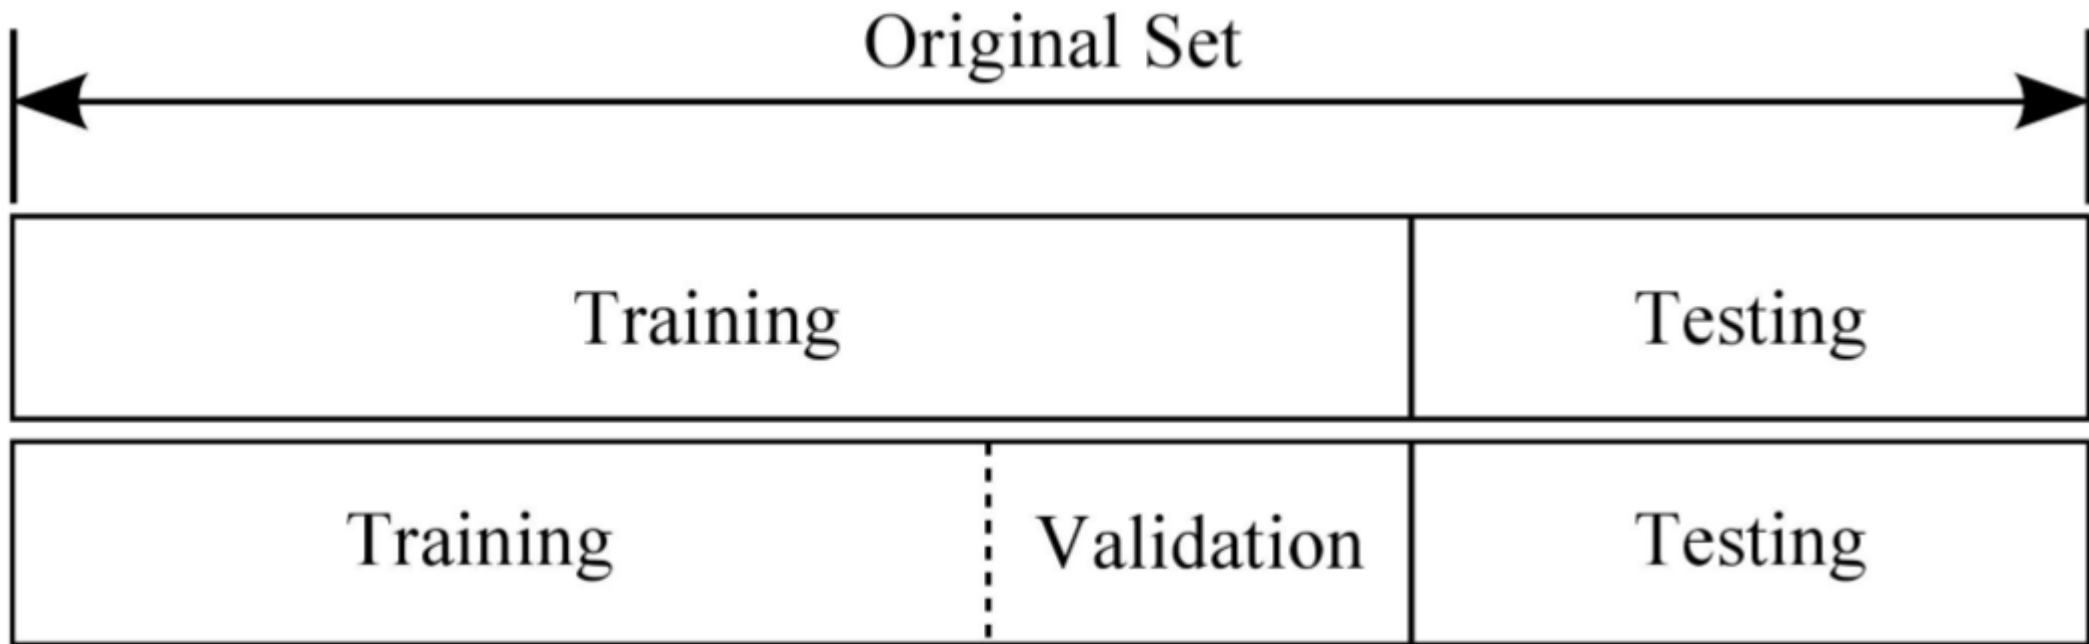 Original Set
Training Testing
Training Validation Testing